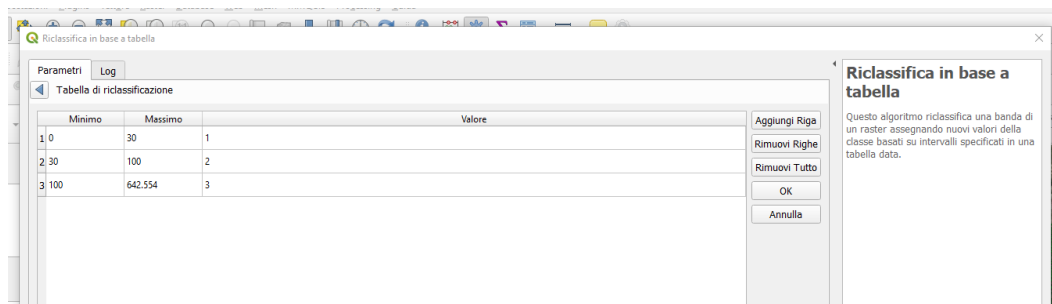 Riclassifica in base a tabella
Parametri Log
Tabella di riclassificazione
Minimo Massimo Valore
1 0 30 1
2 30 100 2
3 100 642.554 3
Aggiungi Riga
Rimuovi Righe
Rimuovi Tutto
OK
Annulla
Riclassifica in base a
tabella
Questo algoritmo riclassifica una banda di
un raster assegnando nuovi valori della
classe basati su intervalli specificati in una
tabella data.